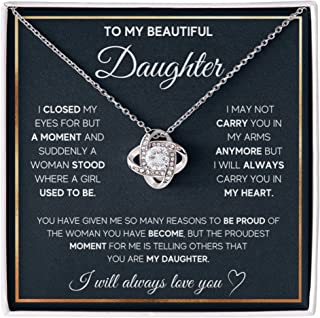 TO MY BEAUTIFUL
Daughter
I CLOSED MY
EYES FOR BUT
A MOMENT AND
SUDDENLY A
WOMAN STOOD
WHERE A GIRL
USED TO BE.
I MAY NOT
CARRY YOU IN
MY ARMS
ANYMORE BUT
I WILL ALWAYS
CARRY YOU IN
MY HEART.
YOU HAVE GIVEN ME SO MANY REASONS TO BE PROUD OF
THE WOMAN YOU HAVE BECOME, BUT THE PROUDEST
MOMENT FOR ME IS TELLING OTHERS THAT
YOU ARE MY DAUGHTER.
I will always love you